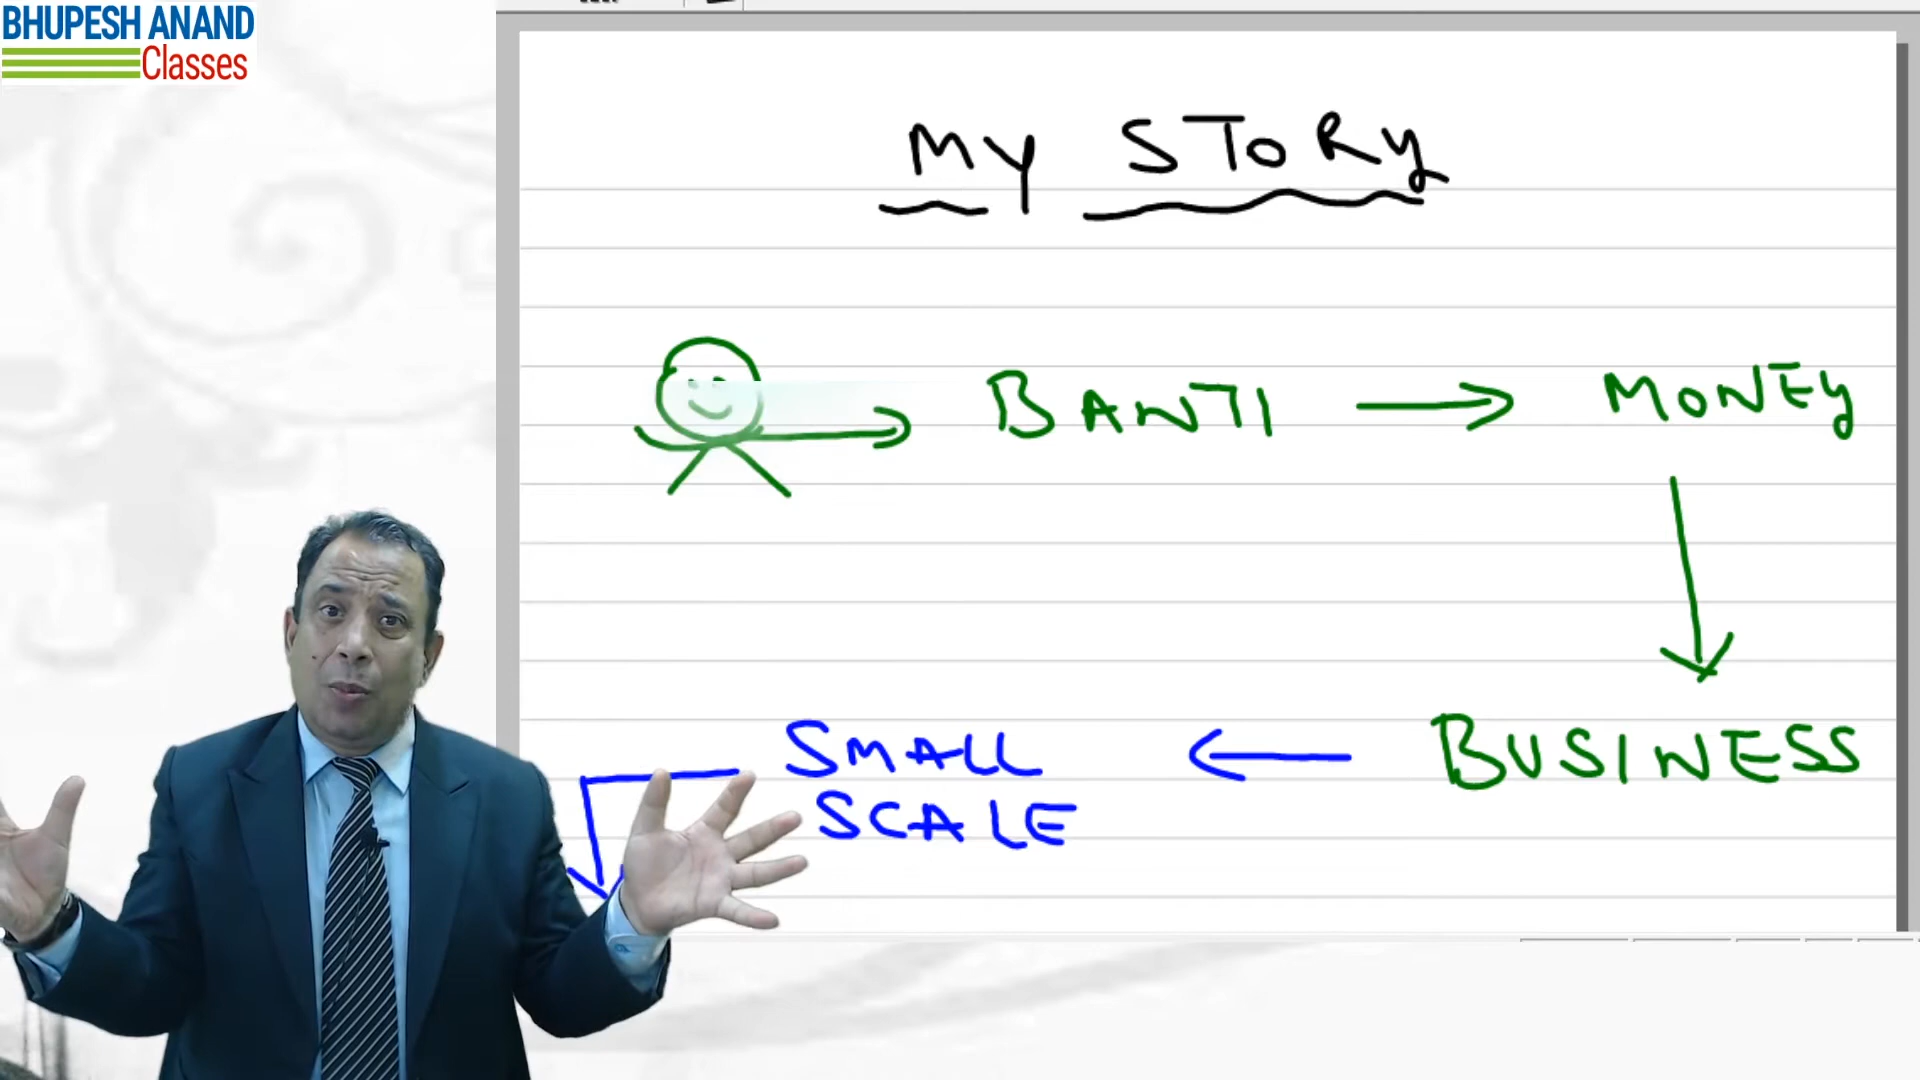 BHUPESH ANAND
Classes
MY STORY
BANTI → MONEY
SMALL ← BUSINESS
SCALE